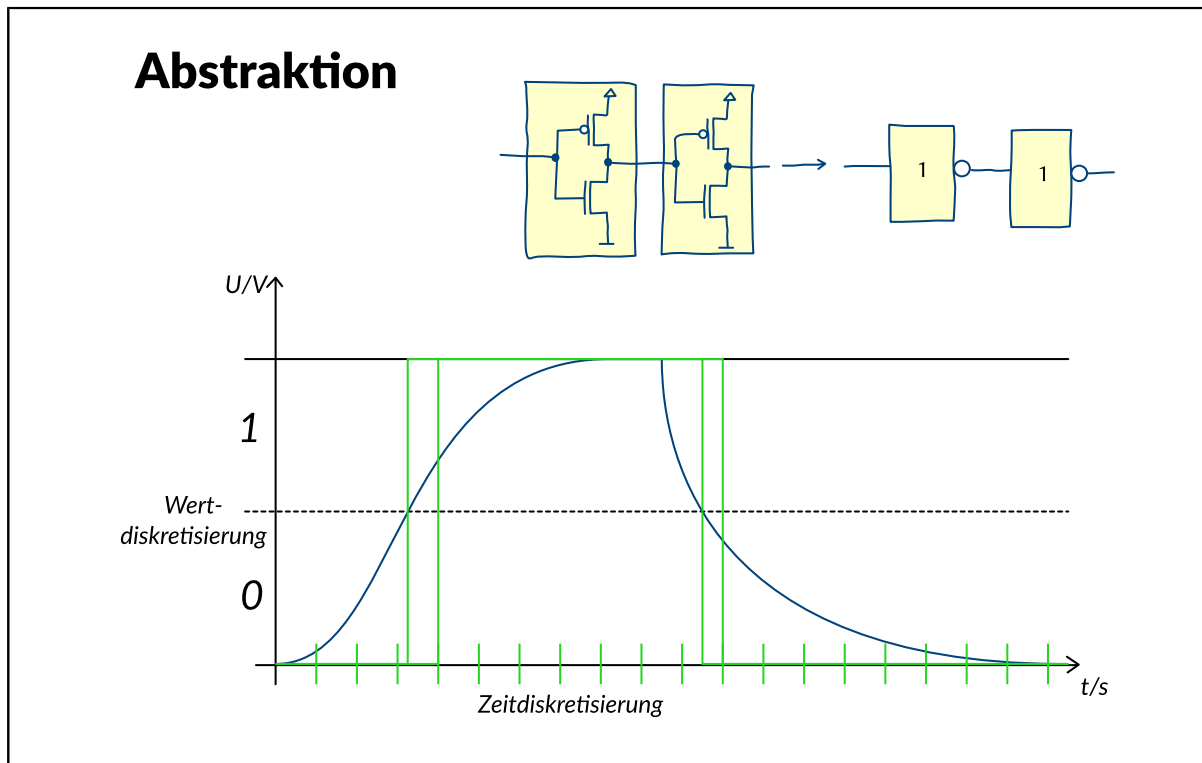 Abstraktion
1
1
U/V
1
Wert-
diskretisierung
0
t/s
Zeitdiskretisierung